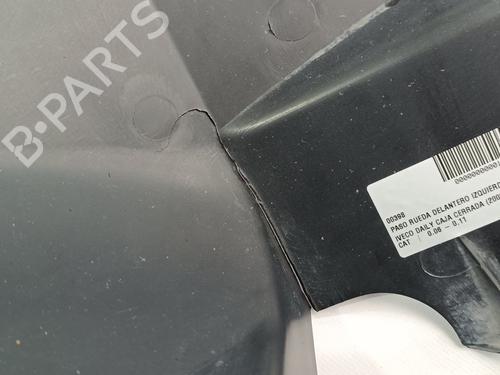 B-PARTS
00398
PASO RUEDA DELANTERO IZQUIERD
IVECO DAILY CAJA CERRADA (200
CAT | 0.06 - 0.11